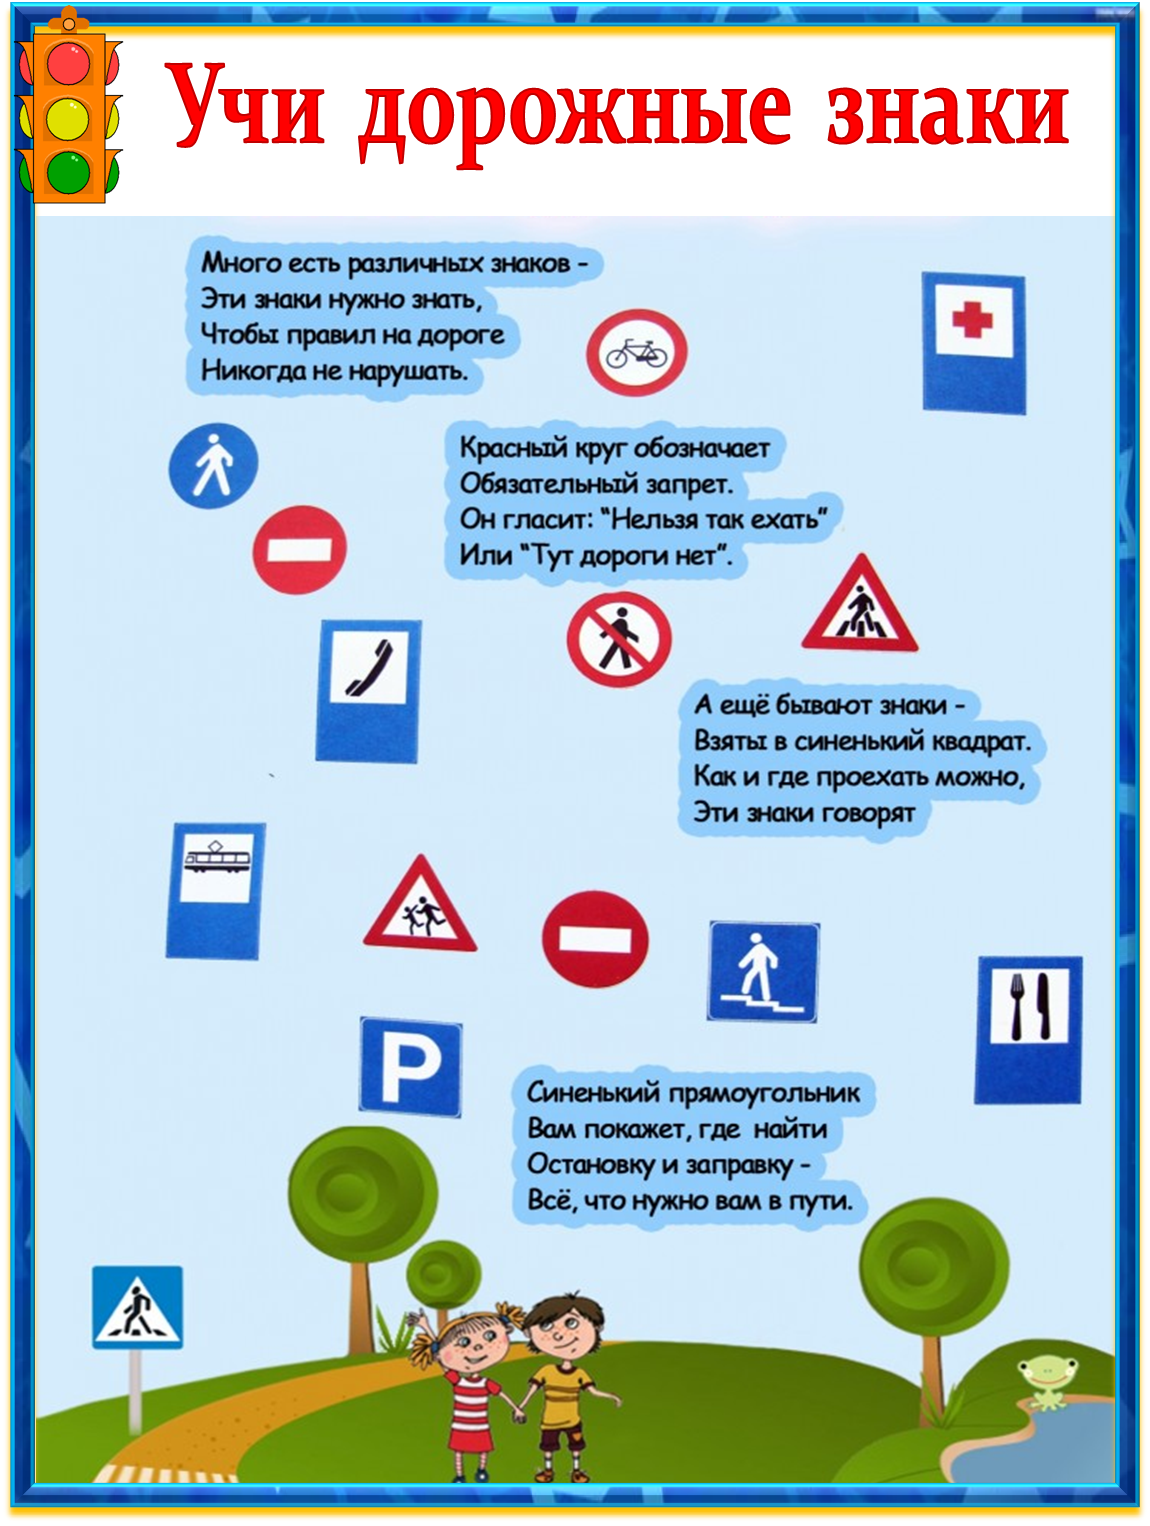 Учи дорожные знаки
Много есть различных знаков -
Эти знаки нужно знать,
Чтобы правил на дороге
Никогда не нарушать.
Красный круг обозначает
Обязательный запрет.
Он гласит: “Нельзя так ехать”
Или “Тут дороги нет”.
А ещё бывают знаки -
Взяты в синенький квадрат.
Как и где проехать можно,
Эти знаки говорят
P
Синенький прямоугольник
Вам покажет, где найти
Остановку и заправку -
Всё, что нужно вам в пути.